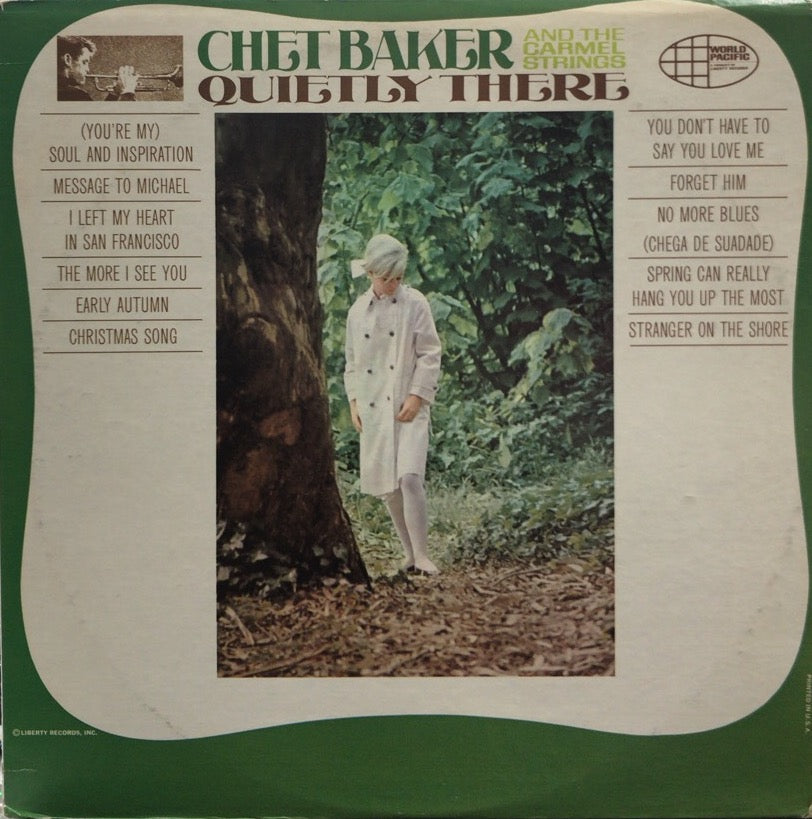 CHET BAKER
AND THE
CARMEL
STRINGS
QUIETLY THERE
WORLD
PACIFIC
LIBERTY RECORDS
(YOU'RE MY)
SOUL AND INSPIRATION
MESSAGE TO MICHAEL
I LEFT MY HEART
IN SAN FRANCISCO
THE MORE I SEE YOU
EARLY AUTUMN
CHRISTMAS SONG
YOU DON'T HAVE TO
SAY YOU LOVE ME
FORGET HIM
NO MORE BLUES
(CHEGA DE SUADADE)
SPRING CAN REALLY
HANG YOU UP THE MOST
STRANGER ON THE SHORE
©LIBERTY RECORDS, INC.
PRINTED IN U.S.A.